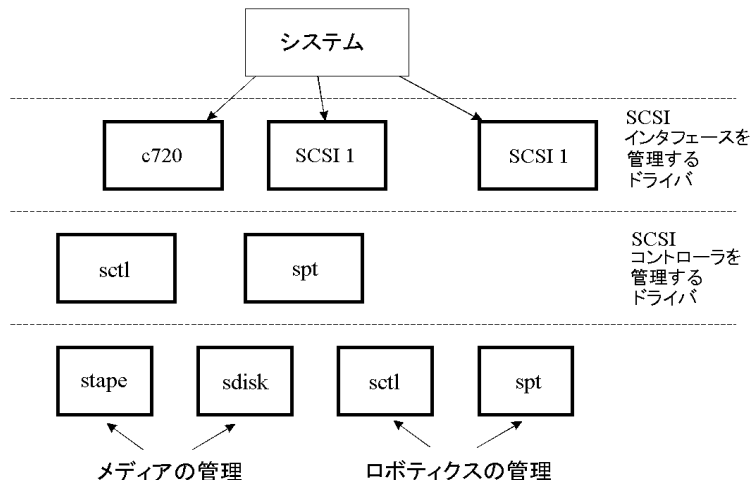 システム
c720
SCSI 1
SCSI 1
SCSI
インタフェースを
管理する
ドライバ
sctl
spt
SCSI
コントローラを
管理する
ドライバ
stape
sdisk
sctl
spt
メディアの管理
ロボティクスの管理